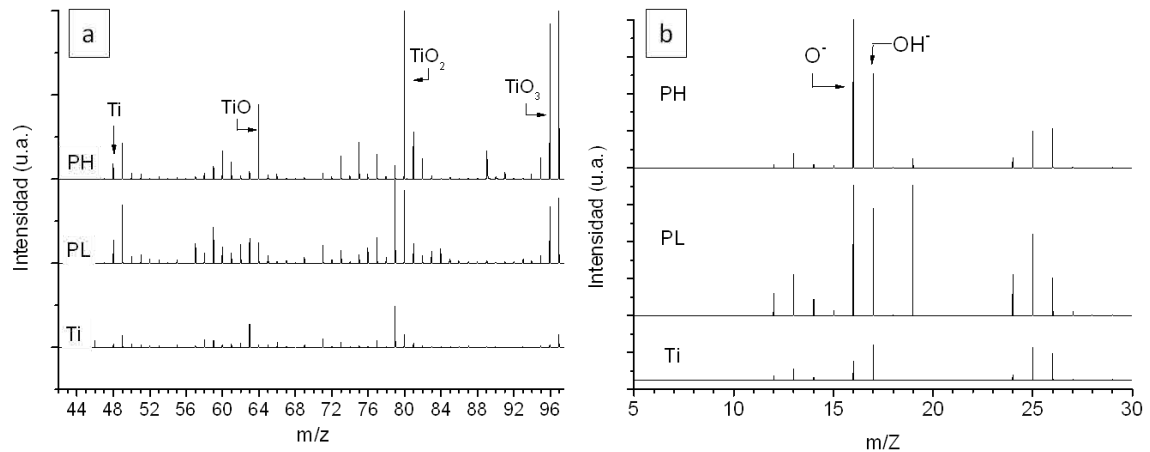 a
Intensidad (u.a.)
Ti
TiO
TiO₂
TiO₃
PH
PL
Ti
44 48 52 56 60 64 68 72 76 80 84 88 92 96
m/z
b
Intensidad (u.a.)
O⁻
OH⁻
PH
PL
Ti
5 10 15 20 25 30
m/Z